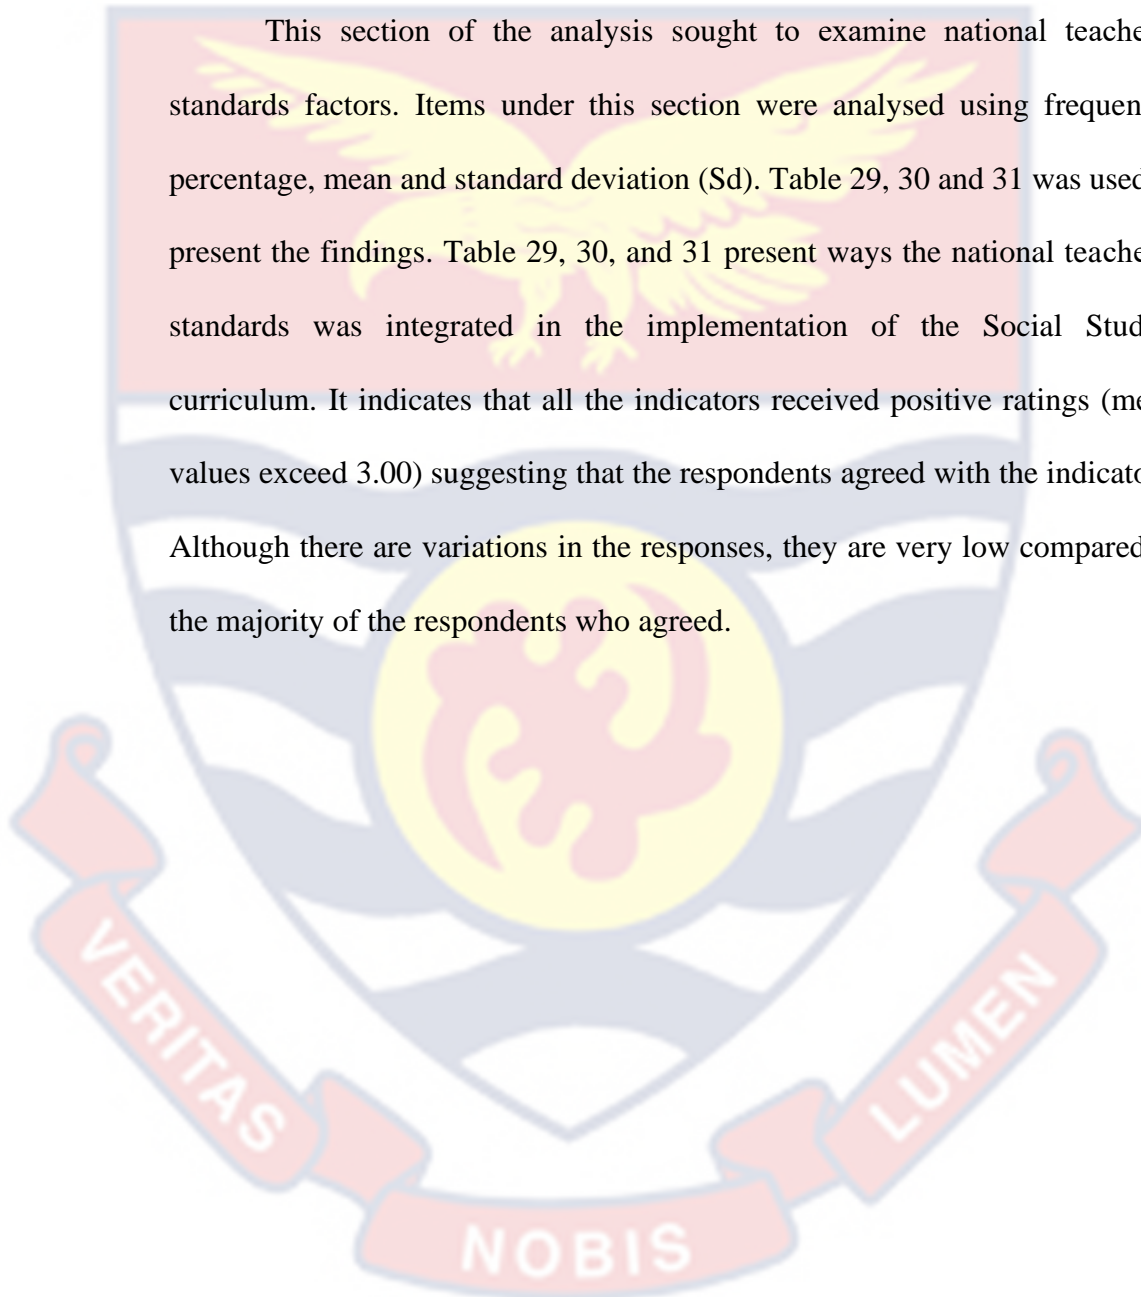 This section of the analysis sought to examine national teache
standards factors. Items under this section were analysed using frequen
percentage, mean and standard deviation (Sd). Table 29, 30 and 31 was used
present the findings. Table 29, 30, and 31 present ways the national teache
standards was integrated in the implementation of the Social Stud
curriculum. It indicates that all the indicators received positive ratings (me
values exceed 3.00) suggesting that the respondents agreed with the indicato
Although there are variations in the responses, they are very low compared
the majority of the respondents who agreed.
VERITAS
NOBIS
LUMEN